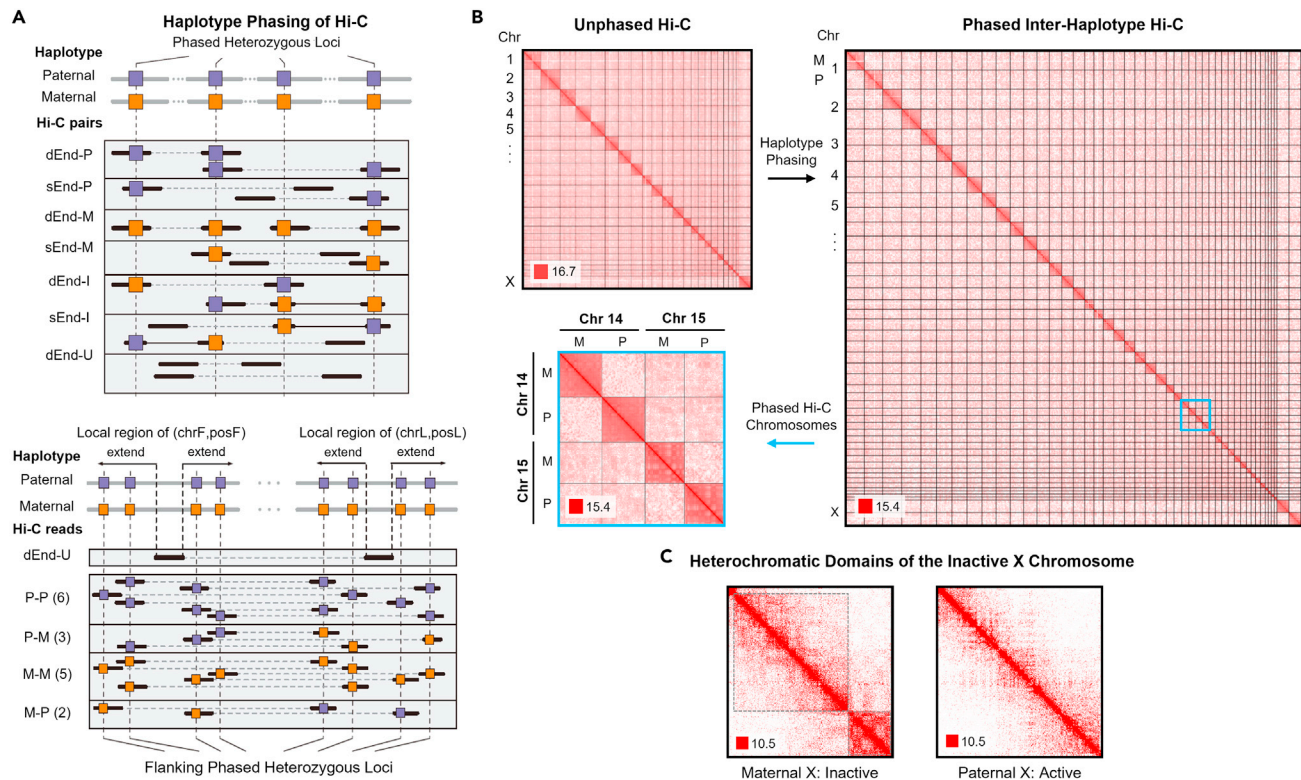 A
Haplotype Phasing of Hi-C
Phased Heterozygous Loci
Haplotype
Paternal
Maternal
Hi-C pairs
dEnd-P
sEnd-P
dEnd-M
sEnd-M
dEnd-I
sEnd-I
dEnd-U
Local region of (chrF,posF)
Local region of (chrL,posL)
Haplotype
extend
extend
extend
extend
Paternal
Maternal
Hi-C reads
dEnd-U
P-P (6)
P-M (3)
M-M (5)
M-P (2)
Flanking Phased Heterozygous Loci
B
Unphased Hi-C
Chr
1
2
3
4
5
:
X
16.7
Haplotype
Phasing
Phased Inter-Haplotype Hi-C
Chr
M
1
P
2
3
4
5
:
X
15.4
Phased Hi-C
Chromosomes
Chr 14
Chr 15
M
P
M
P
Chr 14
M
P
Chr 15
M
P
15.4
C
Heterochromatic Domains of the Inactive X Chromosome
10.5
10.5
Maternal X: Inactive
Paternal X: Active